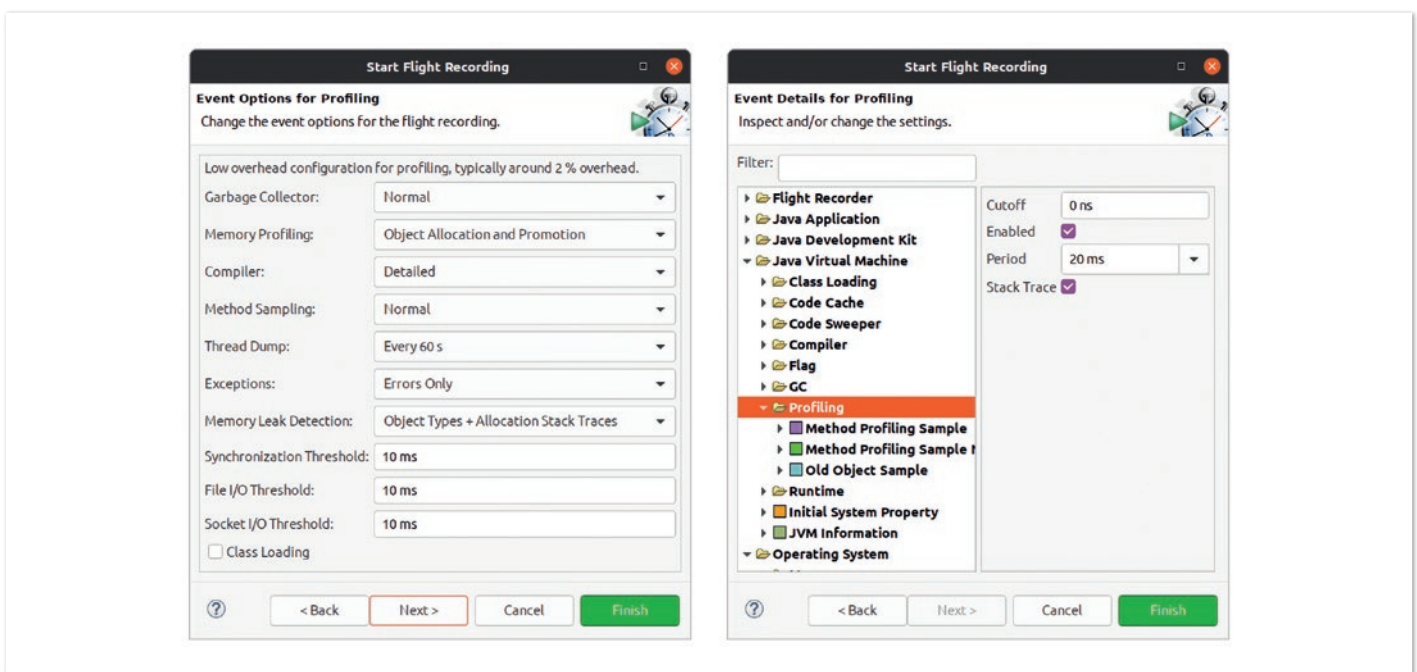 Start Flight Recording
Event Options for Profiling
Change the event options for the flight recording.
Low overhead configuration for profiling, typically around 2 % overhead.
Garbage Collector: Normal
Memory Profiling: Object Allocation and Promotion
Compiler: Detailed
Method Sampling: Normal
Thread Dump: Every 60 s
Exceptions: Errors Only
Memory Leak Detection: Object Types + Allocation Stack Traces
Synchronization Threshold: 10 ms
File I/O Threshold: 10 ms
Socket I/O Threshold: 10 ms
Class Loading
? < Back Next > Cancel Finish
Start Flight Recording
Event Details for Profiling
Inspect and/or change the settings.
Filter:
Flight Recorder
Java Application
Java Development Kit
Java Virtual Machine
Class Loading
Code Cache
Code Sweeper
Compiler
Flag
GC
Profiling
Method Profiling Sample
Method Profiling Sample
Old Object Sample
Runtime
Initial System Property
JVM Information
Operating System
Cutoff 0 ns
Enabled
Period 20 ms
Stack Trace
? < Back Next > Cancel Finish